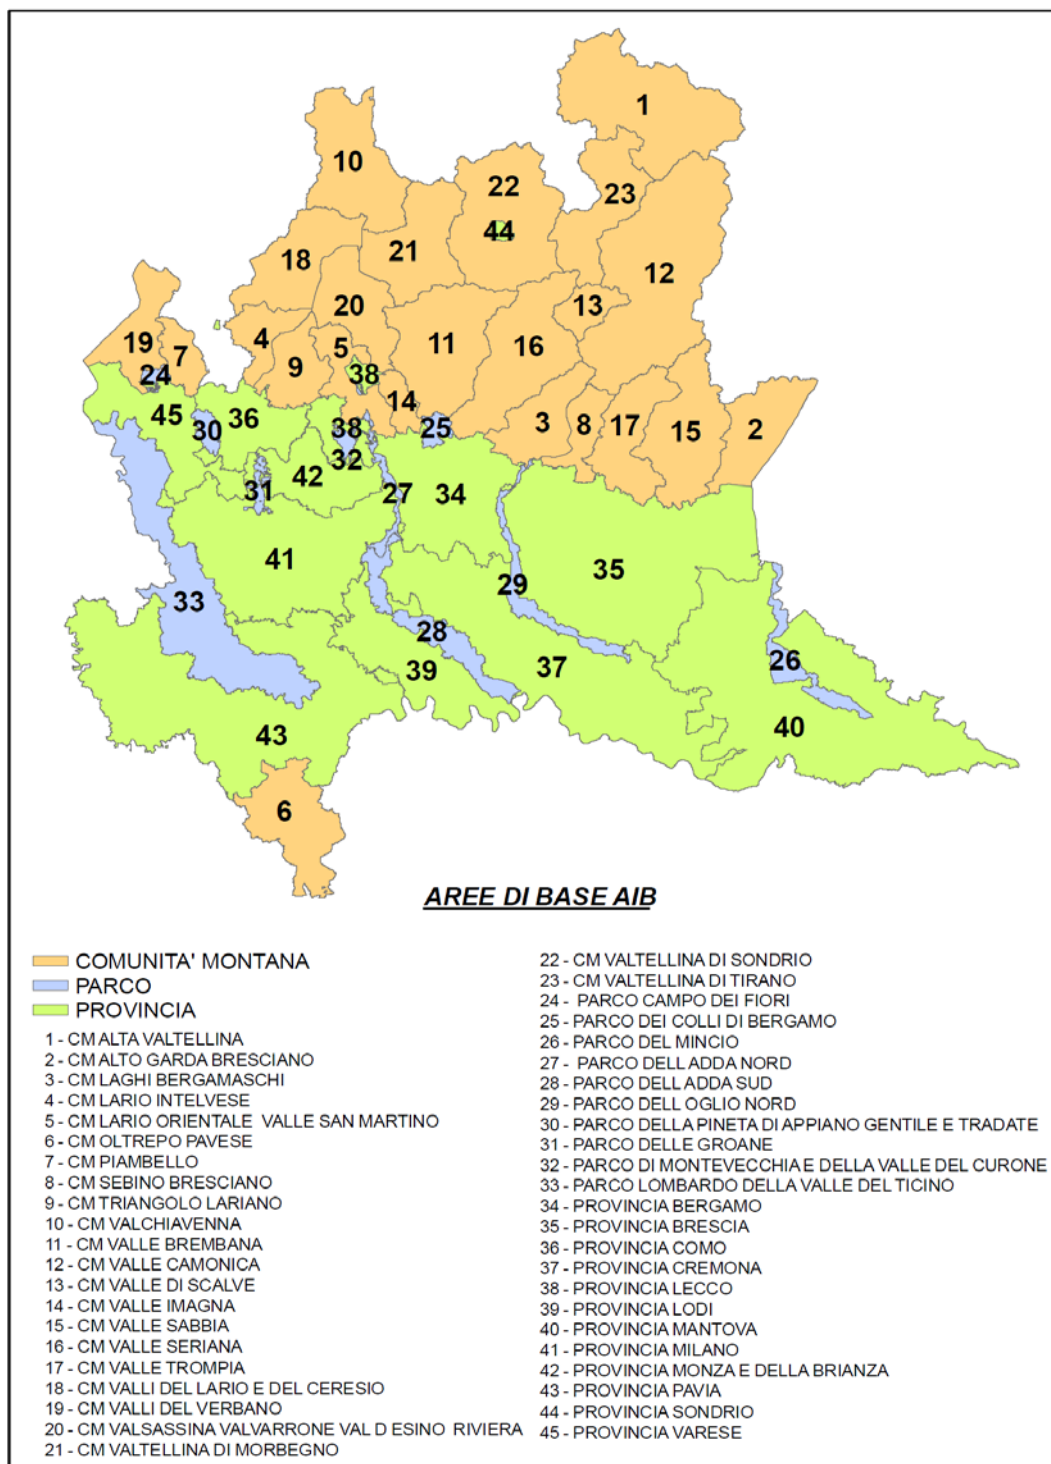 1
10
22
23
44
21
18
12
20
13
19
7
4
5
11
16
9
24
38
14
45
36
30
38
25
3
8
17
15
2
32
42
31
27
34
41
29
35
33
28
39
37
26
43
40
6
AREE DI BASE AIB
COMUNITA' MONTANA
PARCO
PROVINCIA
1 - CM ALTA VALTELLINA
2 - CM ALTO GARDA BRESCIANO
3 - CM LAGHI BERGAMASCHI
4 - CM LARIO INTELVESE
5 - CM LARIO ORIENTALE VALLE SAN MARTINO
6 - CM OLTREPO PAVESE
7 - CM PIAMBELLO
8 - CM SEBINO BRESCIANO
9 - CM TRIANGOLO LARIANO
10 - CM VALCHIAVENNA
11 - CM VALLE BREMBANA
12 - CM VALLE CAMONICA
13 - CM VALLE DI SCALVE
14 - CM VALLE IMAGNA
15 - CM VALLE SABBIA
16 - CM VALLE SERIANA
17 - CM VALLE TROMPIA
18 - CM VALLI DEL LARIO E DEL CERESIO
19 - CM VALLI DEL VERBANO
20 - CM VALSASSINA VALVARRONE VAL D ESINO RIVIERA
21 - CM VALTELLINA DI MORBEGNO
22 - CM VALTELLINA DI SONDRIO
23 - CM VALTELLINA DI TIRANO
24 - PARCO CAMPO DEI FIORI
25 - PARCO DEI COLLI DI BERGAMO
26 - PARCO DEL MINCIO
27 - PARCO DELL ADDA NORD
28 - PARCO DELL ADDA SUD
29 - PARCO DELL OGLIO NORD
30 - PARCO DELLA PINETA DI APPIANO GENTILE E TRADATE
31 - PARCO DELLE GROANE
32 - PARCO DI MONTEVECCHIA E DELLA VALLE DEL CURONE
33 - PARCO LOMBARDO DELLA VALLE DEL TICINO
34 - PROVINCIA BERGAMO
35 - PROVINCIA BRESCIA
36 - PROVINCIA COMO
37 - PROVINCIA CREMONA
38 - PROVINCIA LECCO
39 - PROVINCIA LODI
40 - PROVINCIA MANTOVA
41 - PROVINCIA MILANO
42 - PROVINCIA MONZA E DELLA BRIANZA
43 - PROVINCIA PAVIA
44 - PROVINCIA SONDRIO
45 - PROVINCIA VARESE